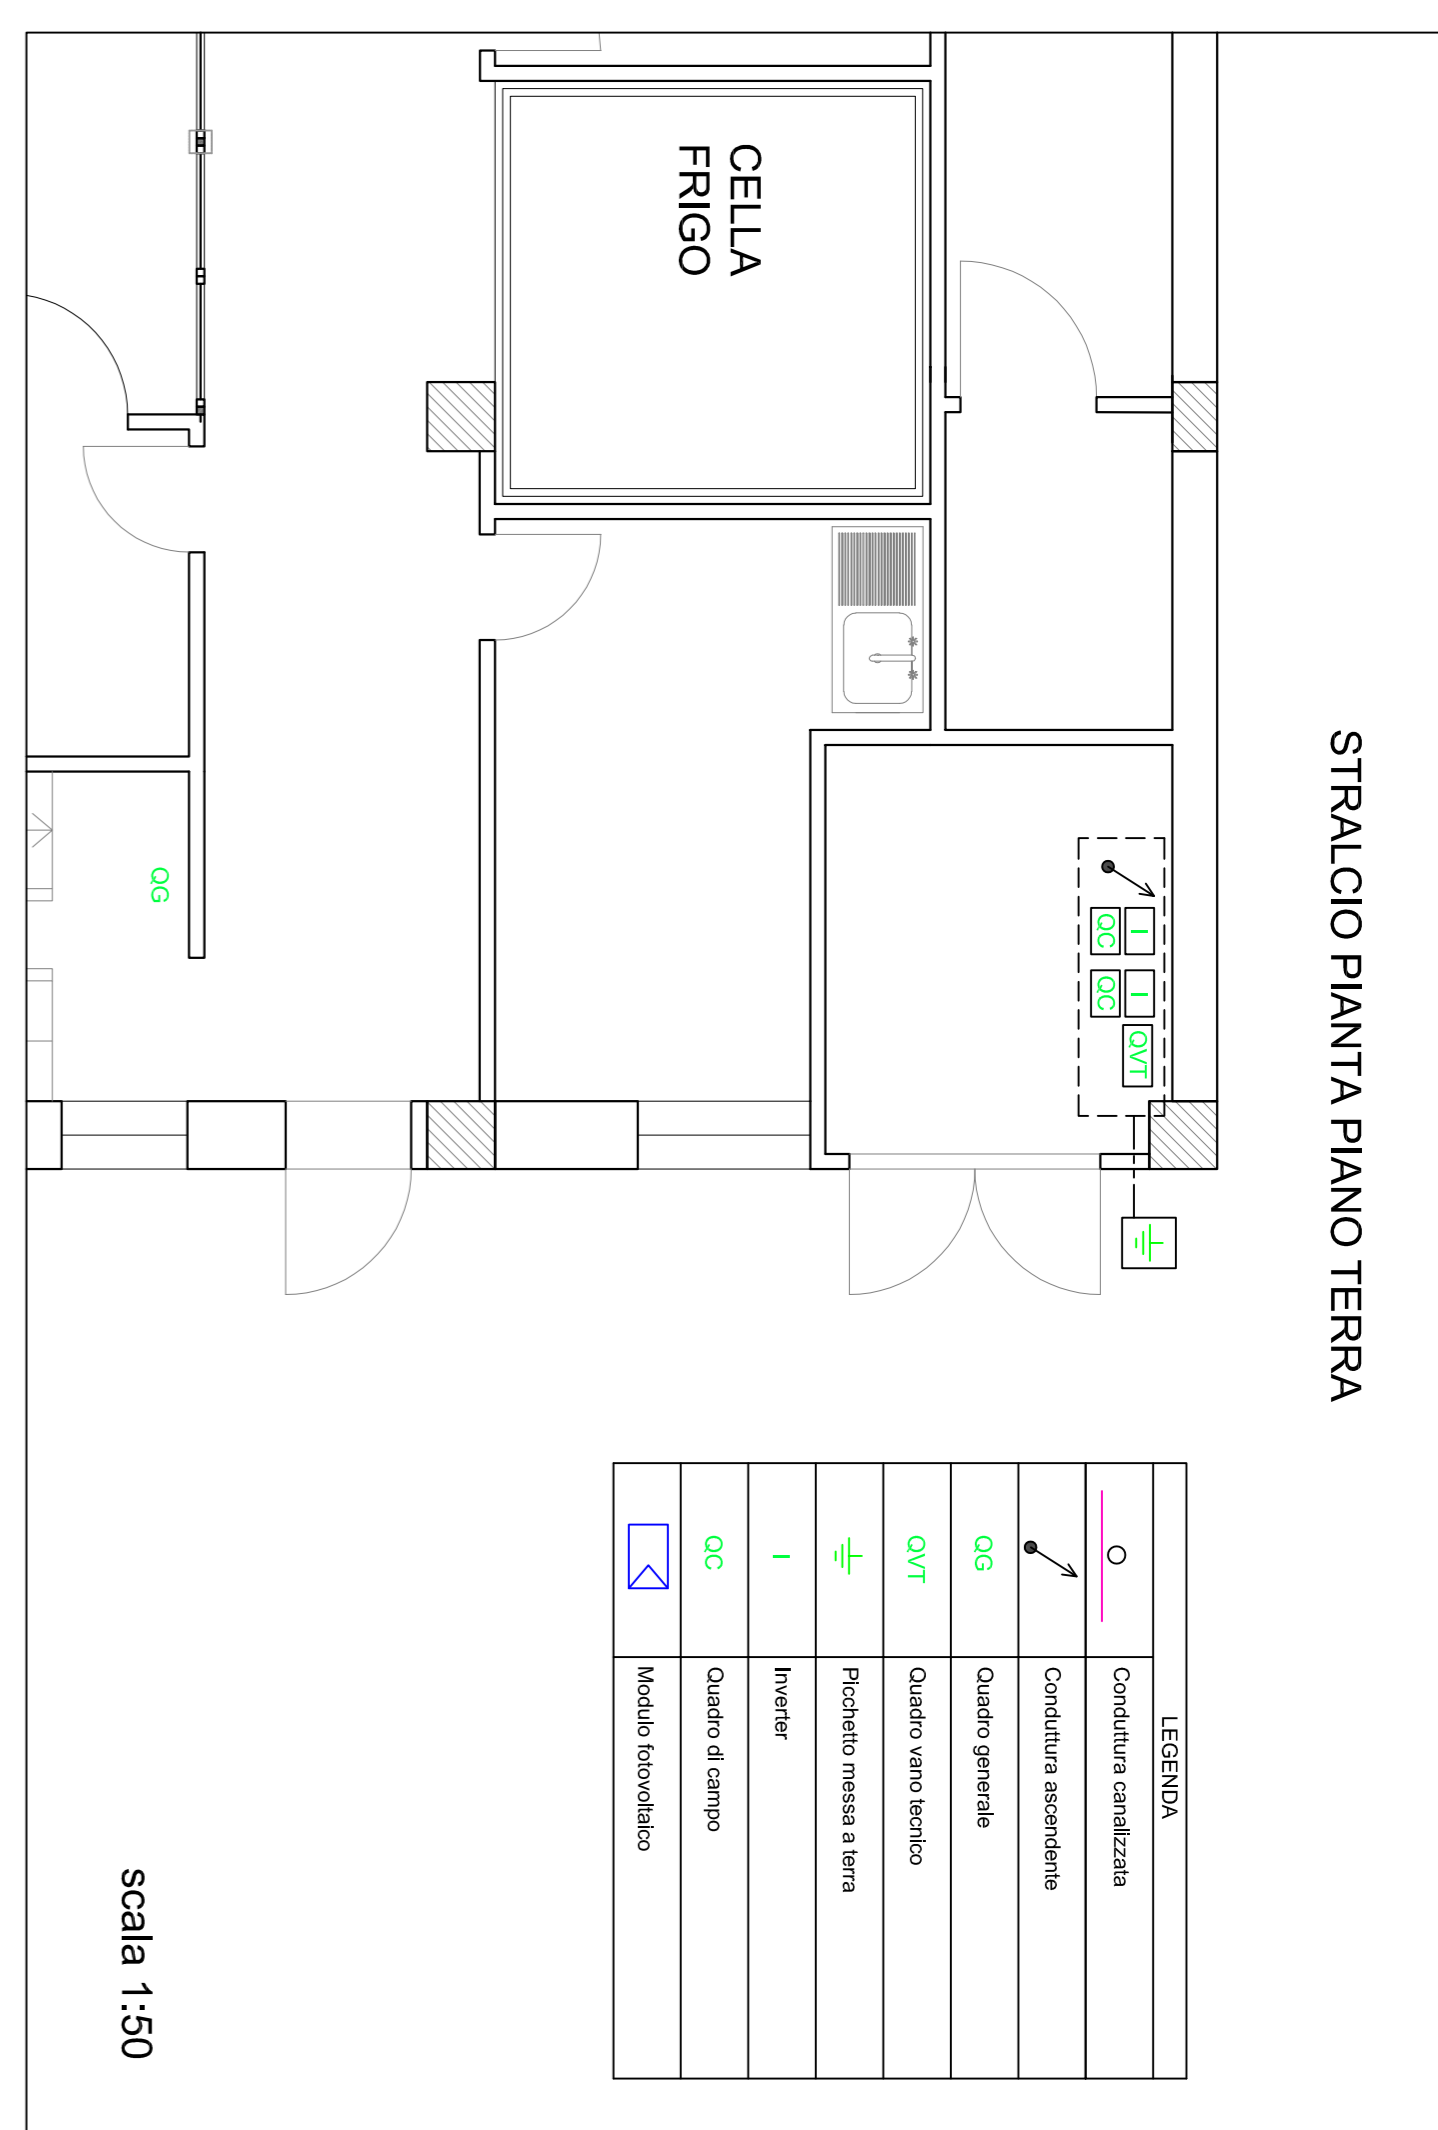 STRALCIO PIANTA PIANO TERRA
CELLA
FRIGO
I
I
QVT
QC
QC
QG
LEGENDA
Conduttura canalizzata
Conduttura ascendente
QG
Quadro generale
QVT
Quadro vano tecnico
Picchetto messa a terra
I
Inverter
QC
Quadro di campo
Modulo fotovoltaico
scala 1:50